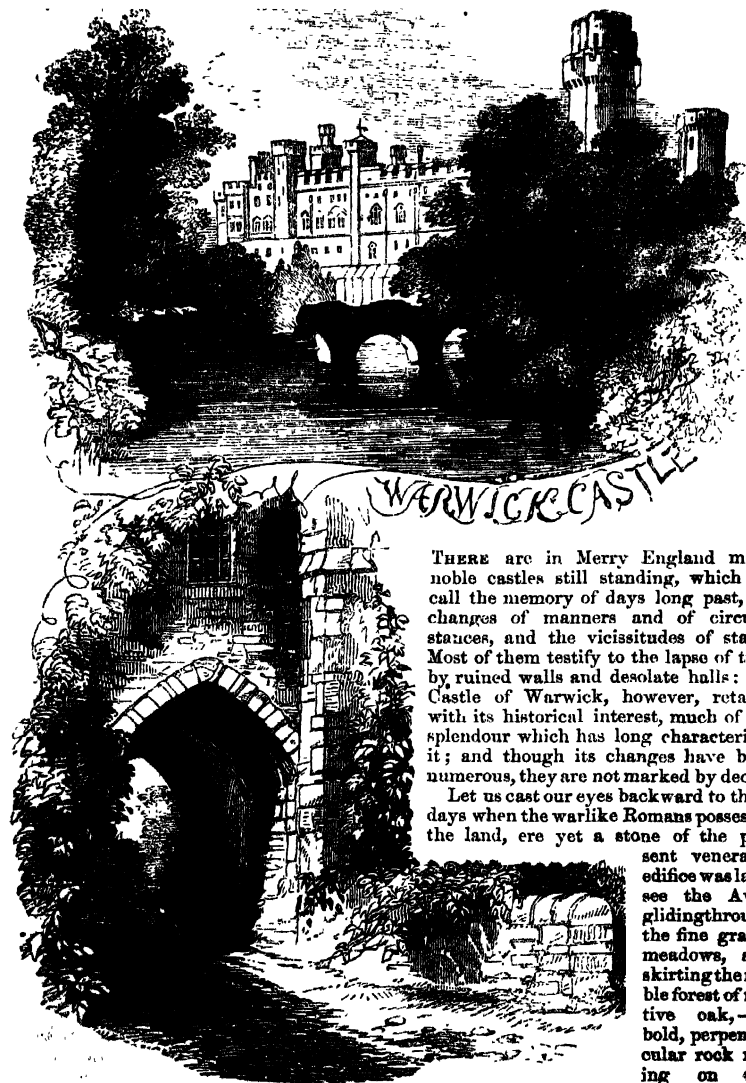 WARWICK CASTLE
THERE are in Merry England m
noble castles still standing, which
call the memory of days long past,
changes of manners and of circu
stances, and the vicissitudes of sta
Most of them testify to the lapse of t
by ruined walls and desolate halls:
Castle of Warwick, however, reta
with its historical interest, much of
splendour which has long characteri
it; and though its changes have b
numerous, they are not marked by dec
Let us cast our eyes backward to th
days when the warlike Romans posses
the land, ere yet a stone of the p
sent venera
edifice was la
see the Av
gliding throu
the fine gra
meadows, a
skirting the n
ble forest of n
tive oak,—
bold, perpen
cular rock r
ing on